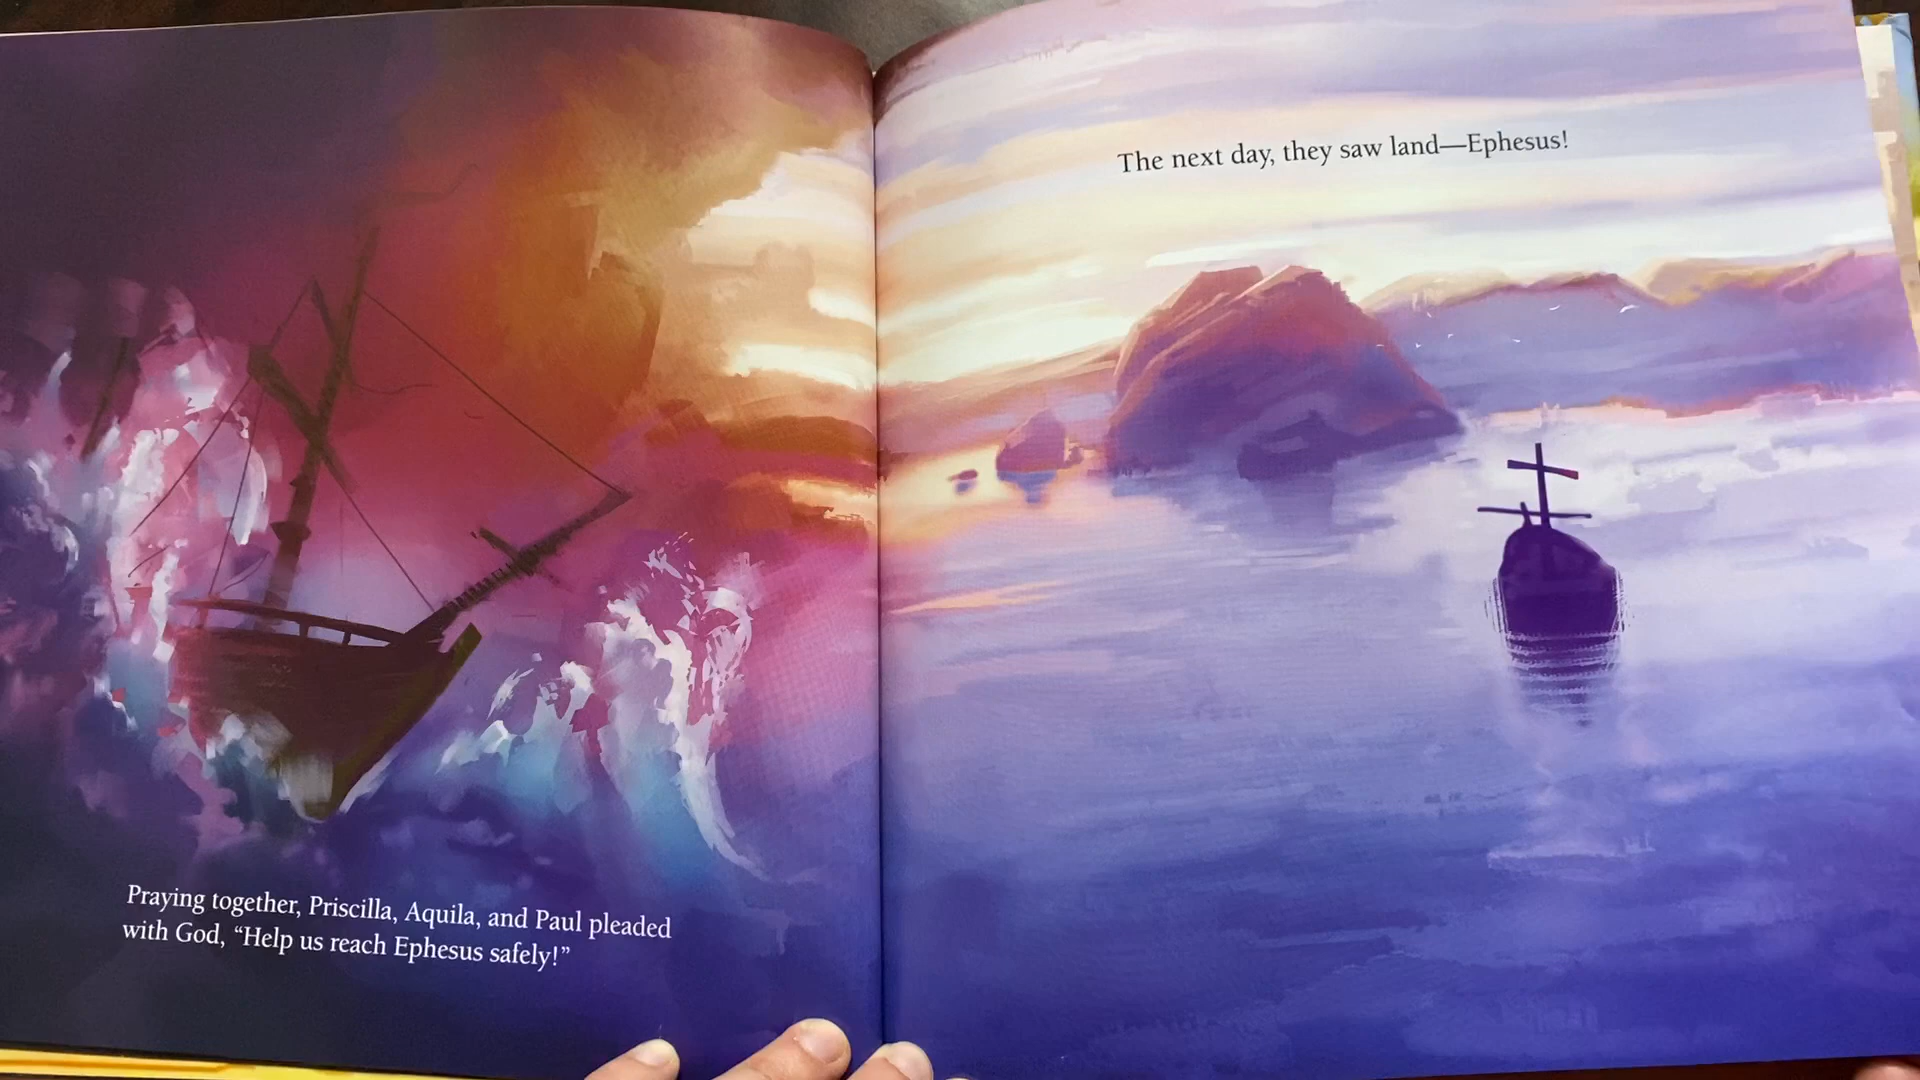 Praying together, Priscilla, Aquila, and Paul pleaded
with God, “Help us reach Ephesus safely!”
The next day, they saw land—Ephesus!